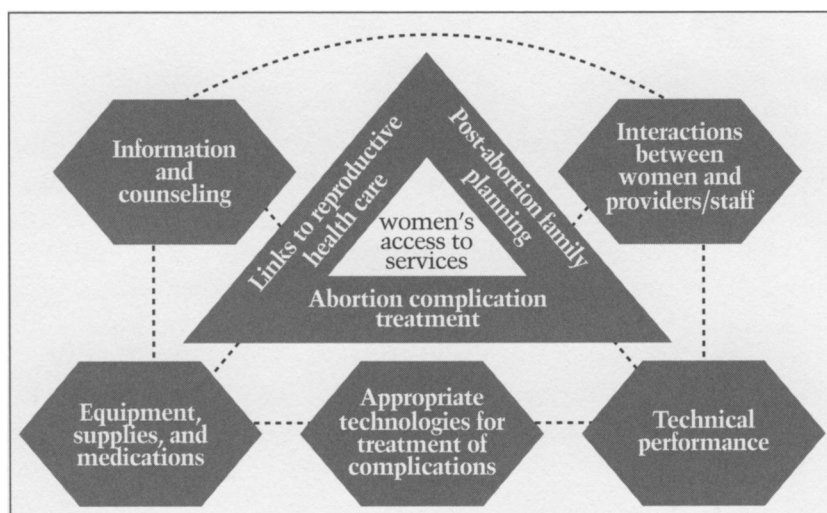 Information
and
counseling
Interactions
between
women and
providers/staff
Links to reproductive
health care
Post-abortion family
planning
women's
access to
services
Abortion complication
treatment
Equipment,
supplies, and
medications
Appropriate
technologies for
treatment of
complications
Technical
performance